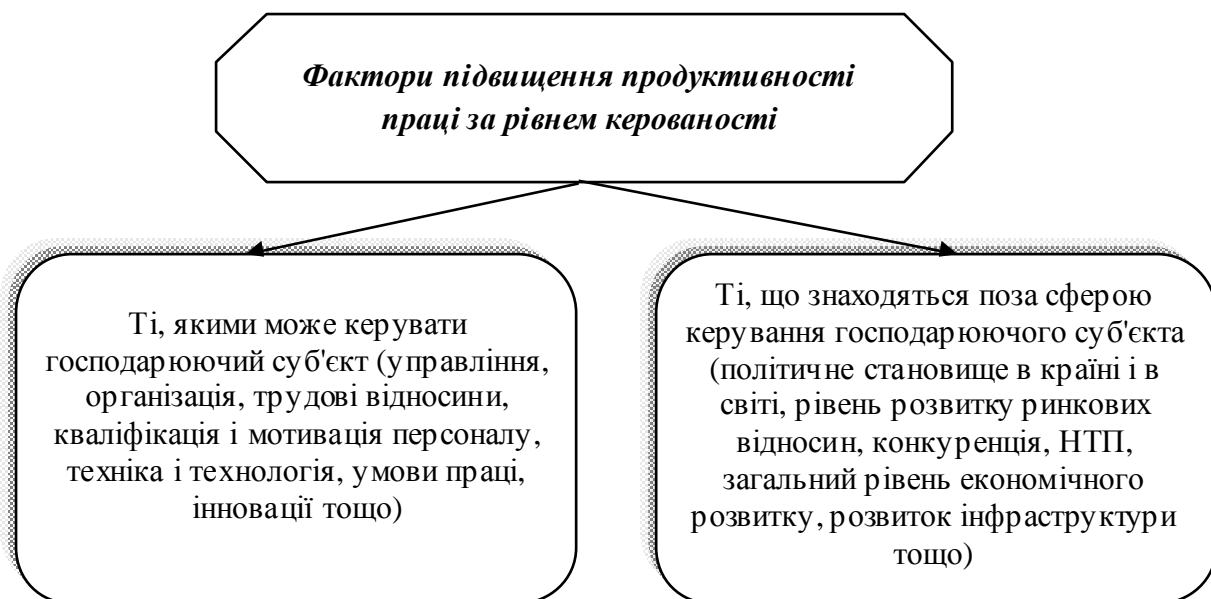 Фактори підвищення продуктивності
праці за рівнем керованості
Ті, якими може керувати
господарюючий суб'єкт (управління,
організація, трудові відносини,
кваліфікація і мотивація персоналу,
техніка і технологія, умови праці,
інновації тощо)
Ті, що знаходяться поза сферою
керування господарюючого суб'єкта
(політичне становище в країні і в
світі, рівень розвитку ринкових
відносин, конкуренція, НТП,
загальний рівень економічного
розвитку, розвиток інфраструктури
тощо)